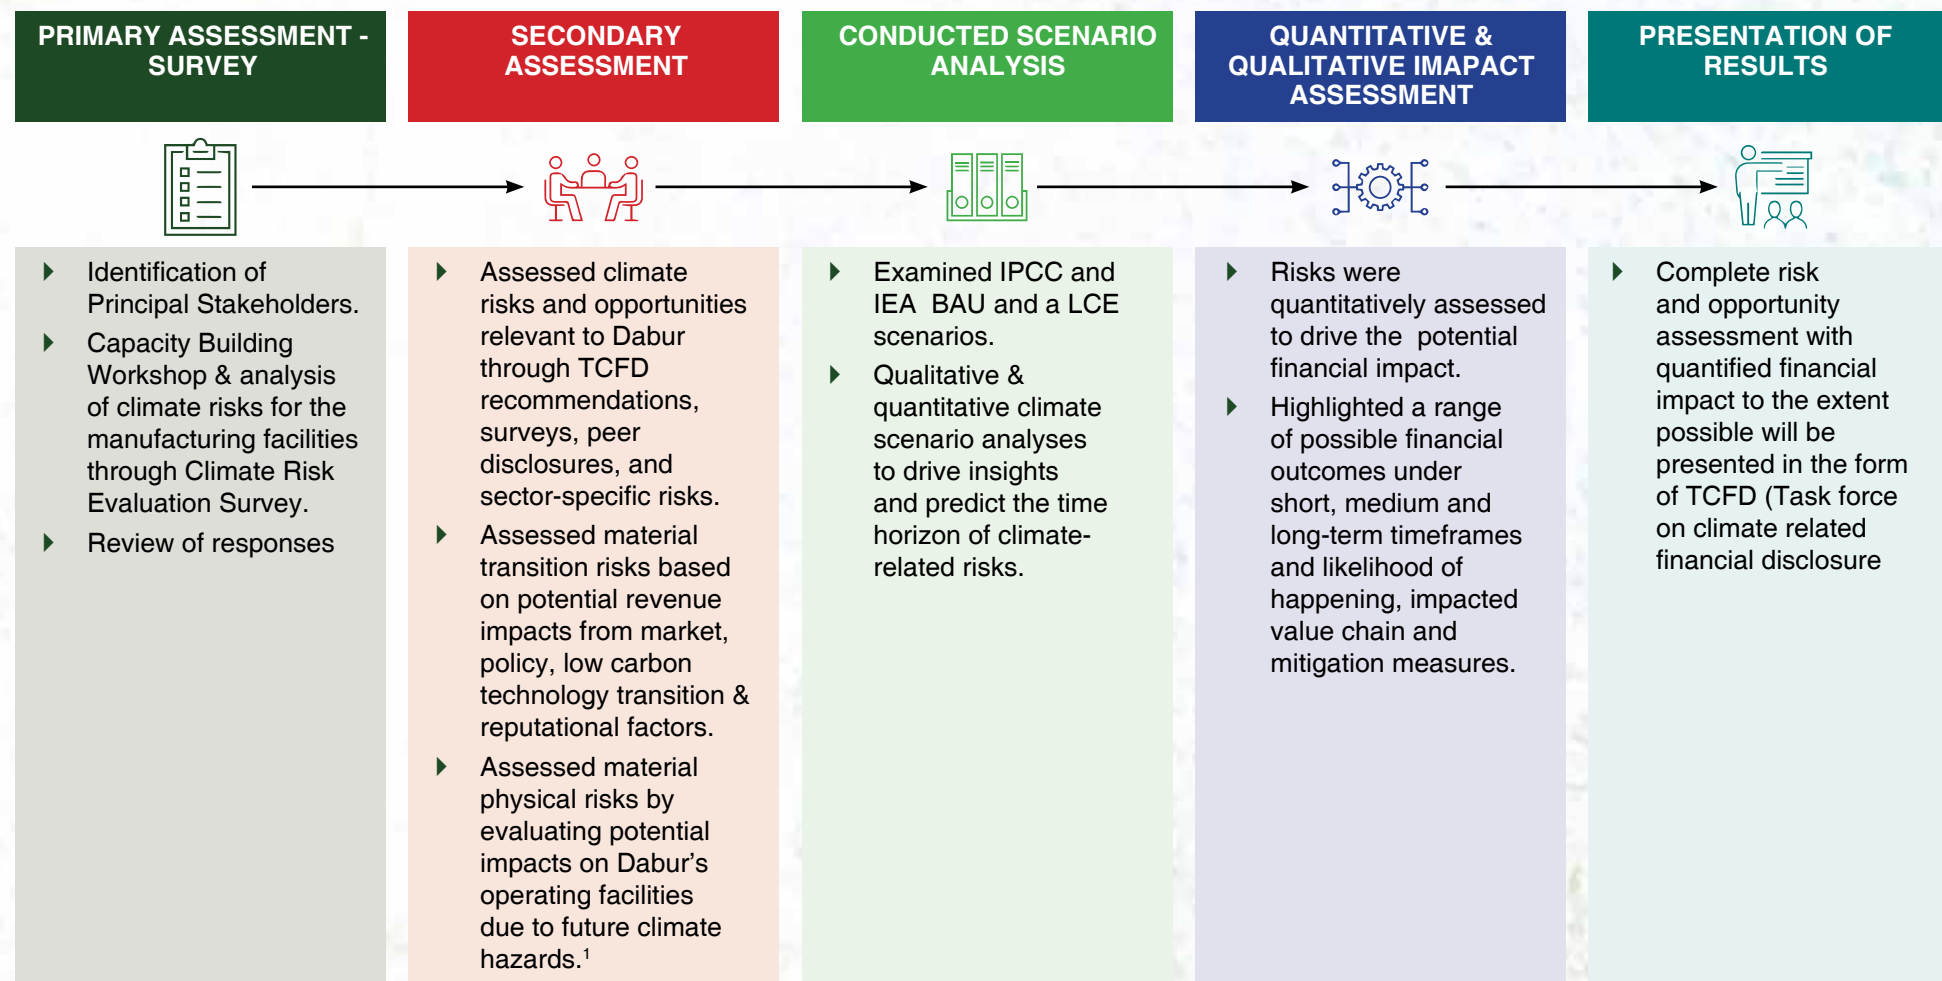 PRIMARY ASSESSMENT -
SURVEY
Identification of
Principal Stakeholders.
Capacity Building
Workshop & analysis
of climate risks for the
manufacturing facilities
through Climate Risk
Evaluation Survey.
Review of responses
SECONDARY
ASSESSMENT
Assessed climate
risks and opportunities
relevant to Dabur
through TCFD
recommendations,
surveys, peer
disclosures, and
sector-specific risks.
Assessed material
transition risks based
on potential revenue
impacts from market,
policy, low carbon
technology transition &
reputational factors.
Assessed material
physical risks by
evaluating potential
impacts on Dabur’s
operating facilities
due to future climate
hazards.¹
CONDUCTED SCENARIO
ANALYSIS
Examined IPCC and
IEA BAU and a LCE
scenarios.
Qualitative &
quantitative climate
scenario analyses
to drive insights
and predict the time
horizon of climate-
related risks.
QUANTITATIVE &
QUALITATIVE IMAPACT
ASSESSMENT
Risks were
quantitatively assessed
to drive the potential
financial impact.
Highlighted a range
of possible financial
outcomes under
short, medium and
long-term timeframes
and likelihood of
happening, impacted
value chain and
mitigation measures.
PRESENTATION OF
RESULTS
Complete risk
and opportunity
assessment with
quantified financial
impact to the extent
possible will be
presented in the form
of TCFD (Task force
on climate related
financial disclosure